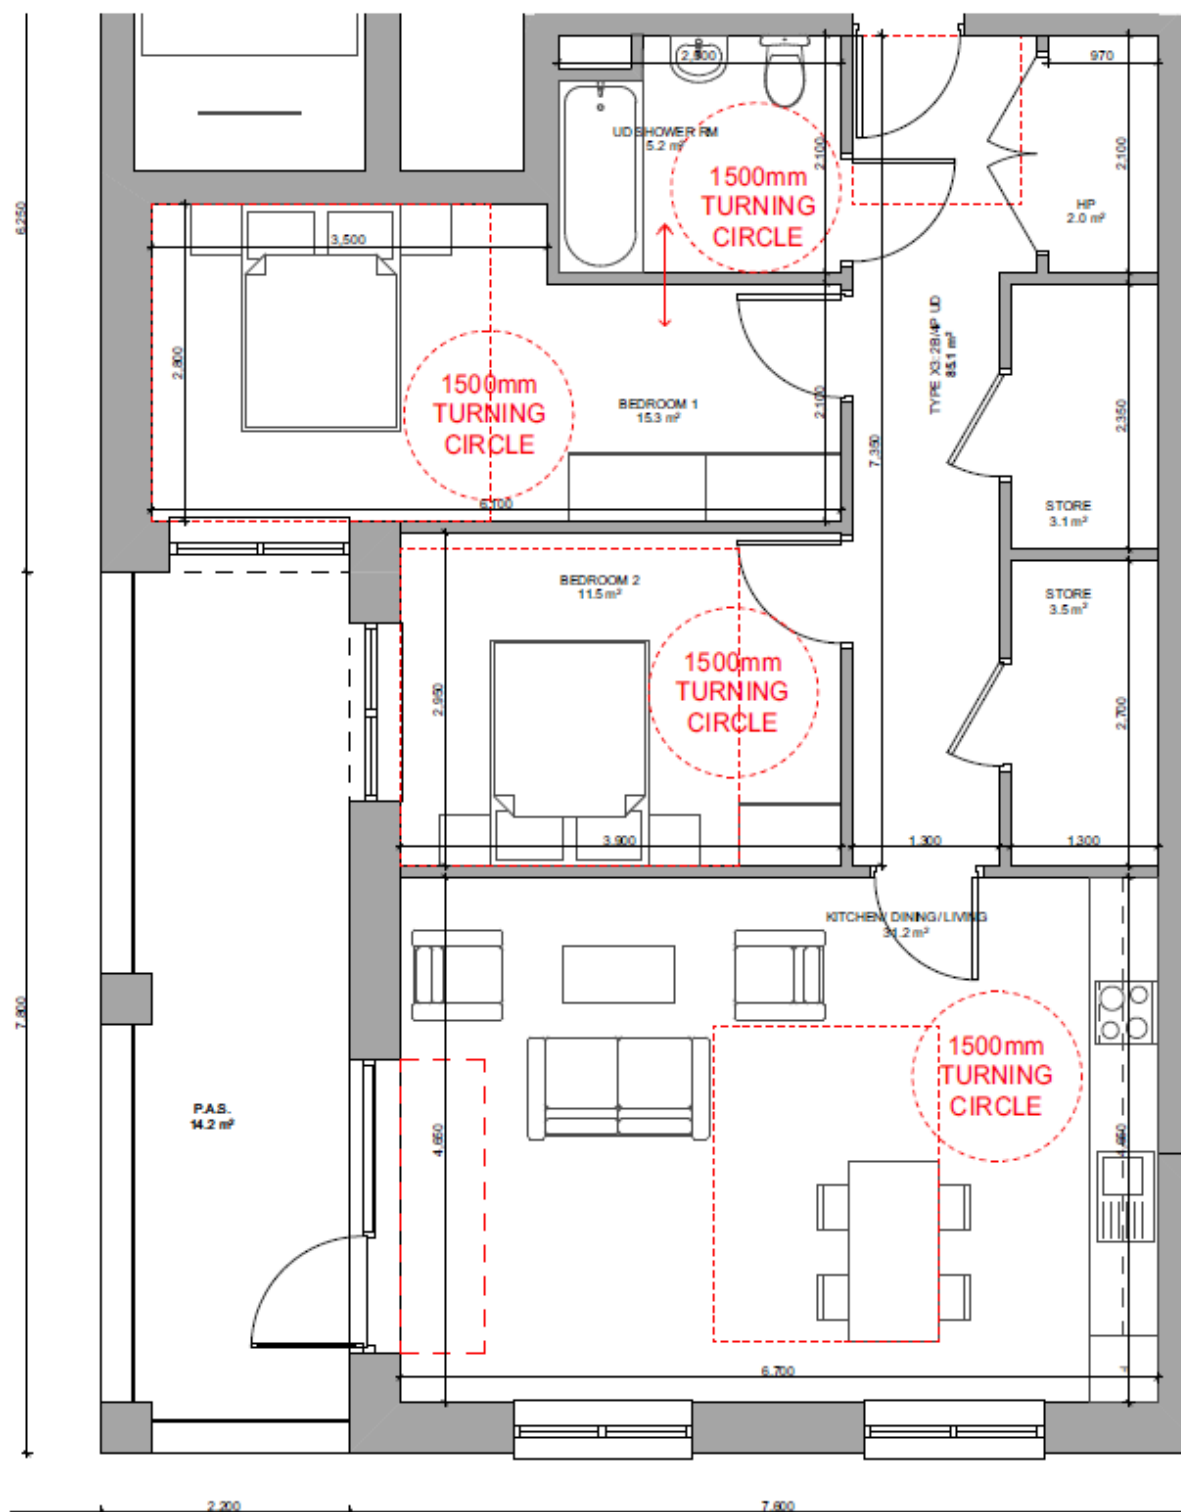 2,500
970
UD SHOWER RM
5.2 m²
2,100
2,100
1500mm
TURNING
CIRCLE
HP
2.0 m²
6,250
3,500
2,800
1500mm
TURNING
CIRCLE
BEDROOM 1
15.3 m²
2,100
TYPE X3: 2B/4P UD
85.1 m²
7,350
2,350
6,100
STORE
3.1 m²
BEDROOM 2
11.5 m²
STORE
3.5 m²
1500mm
TURNING
CIRCLE
2,950
2,700
3,900
1,300
1,300
KITCHEN/ DINING/ LIVING
31.2 m²
7,800
1500mm
TURNING
CIRCLE
P.A.S.
14.2 m²
4,650
4,650
6,700
2,200
7,600